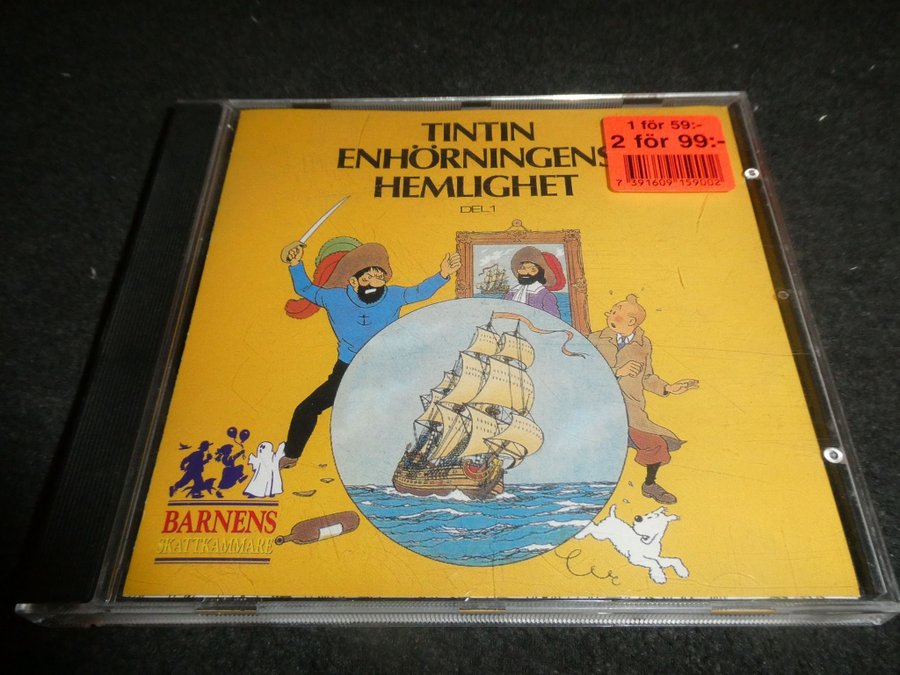 TINTIN
ENHÖRNINGENS
HEMLIGHET
DEL 1
1 för 59:-
2 för 99:-
7 391609 159002
BARNENS
SKATTKAMMARE